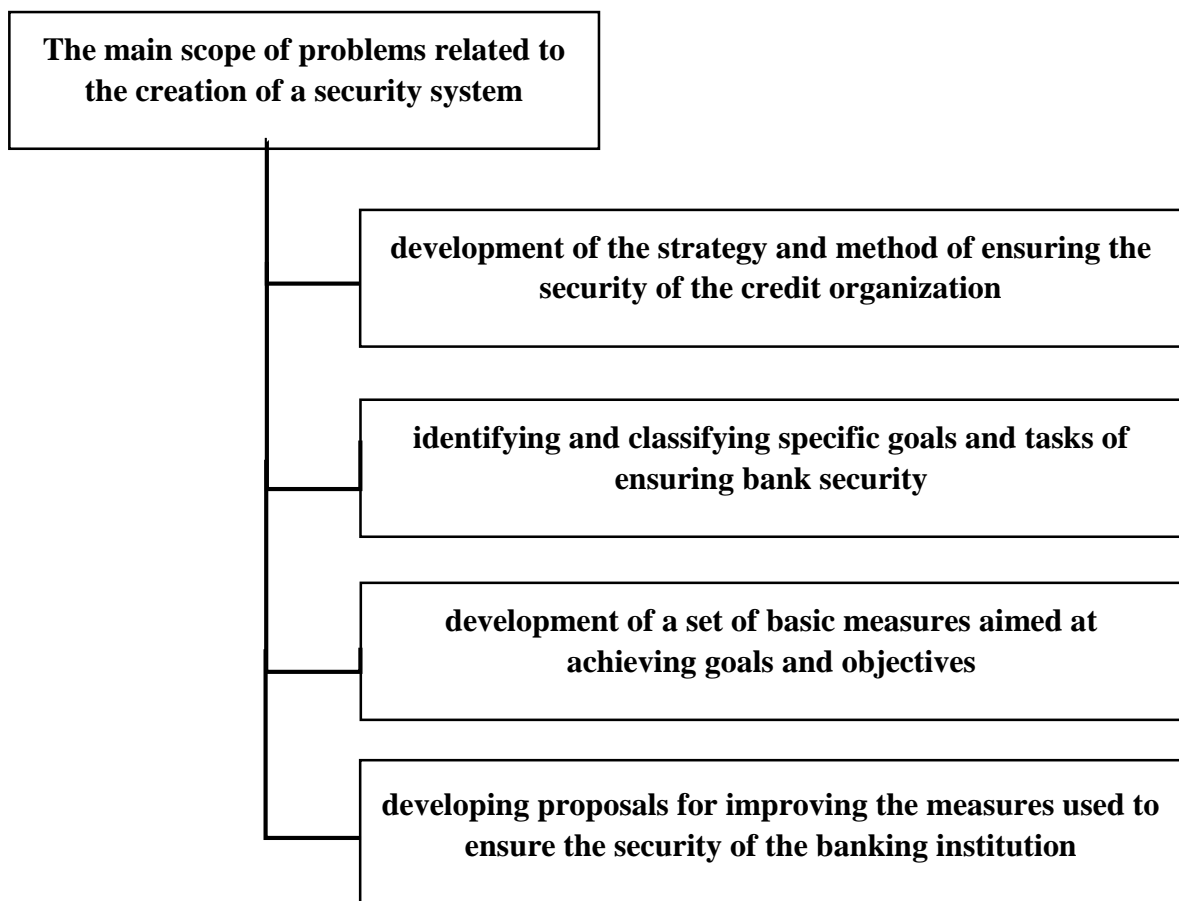 The main scope of problems related to
the creation of a security system
development of the strategy and method of ensuring the
security of the credit organization
identifying and classifying specific goals and tasks of
ensuring bank security
development of a set of basic measures aimed at
achieving goals and objectives
developing proposals for improving the measures used to
ensure the security of the banking institution